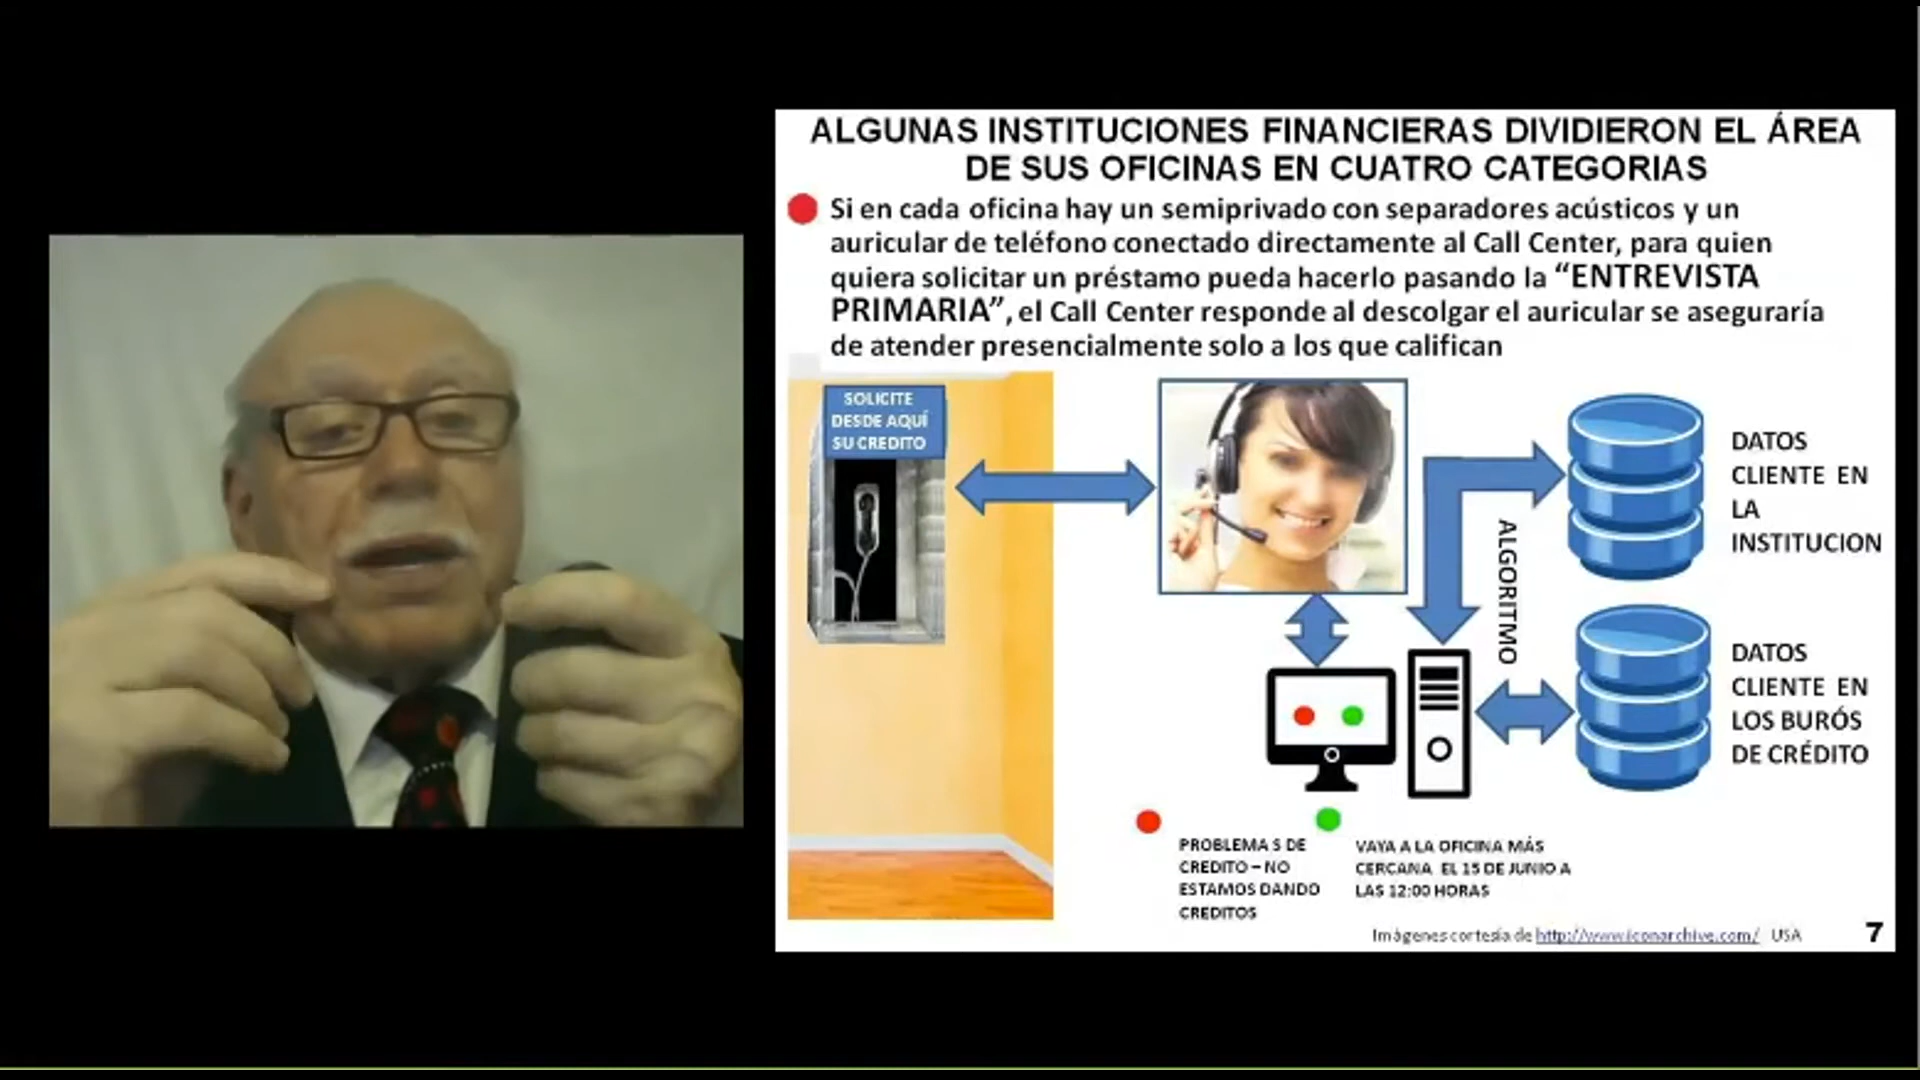 ALGUNAS INSTITUCIONES FINANCIERAS DIVIDIERON EL ÁREA
DE SUS OFICINAS EN CUATRO CATEGORIAS
Si en cada oficina hay un semiprivado con separadores acústicos y un
auricular de teléfono conectado directamente al Call Center, para quien
quiera solicitar un préstamo pueda hacerlo pasando la “ENTREVISTA
PRIMARIA”, el Call Center responde al descolgar el auricular se aseguraría
de atender presencialmente solo a los que califican
SOLICITE
DESDE AQUÍ
SU CREDITO
ALGORITMO
DATOS
CLIENTE EN
LA
INSTITUCION
DATOS
CLIENTE EN
LOS BURÓS
DE CRÉDITO
PROBLEMA S DE
CREDITO – NO
ESTAMOS DANDO
CREDITOS
VAYA A LA OFICINA MÁS
CERCANA EL 15 DE JUNIO A
LAS 12:00 HORAS
Imágenes cortesía de http://www.iconarchive.com/ USA
7